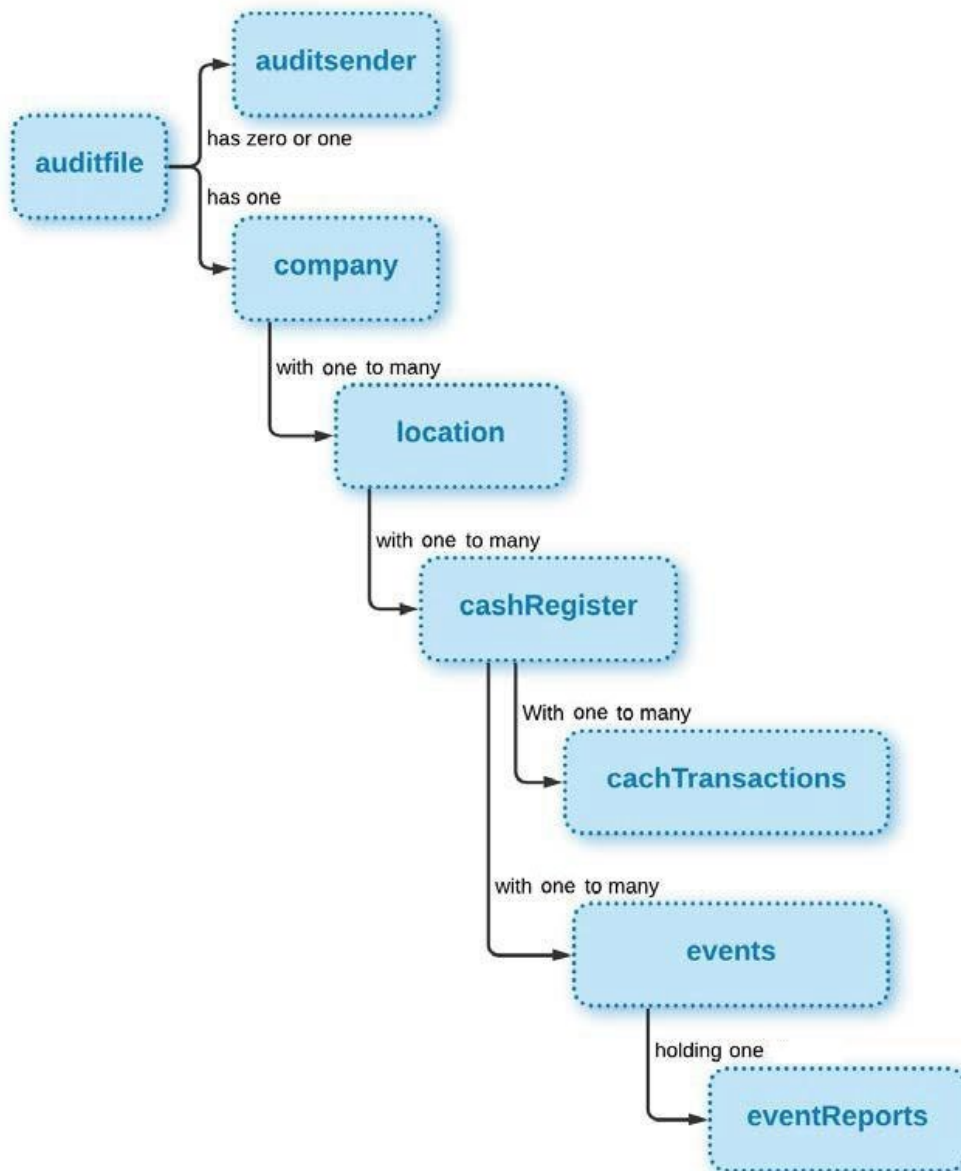 auditsender
has zero or one
auditfile
has one
company
with one to many
location
with one to many
cashRegister
With one to many
cachTransactions
with one to many
events
holding one
eventReports